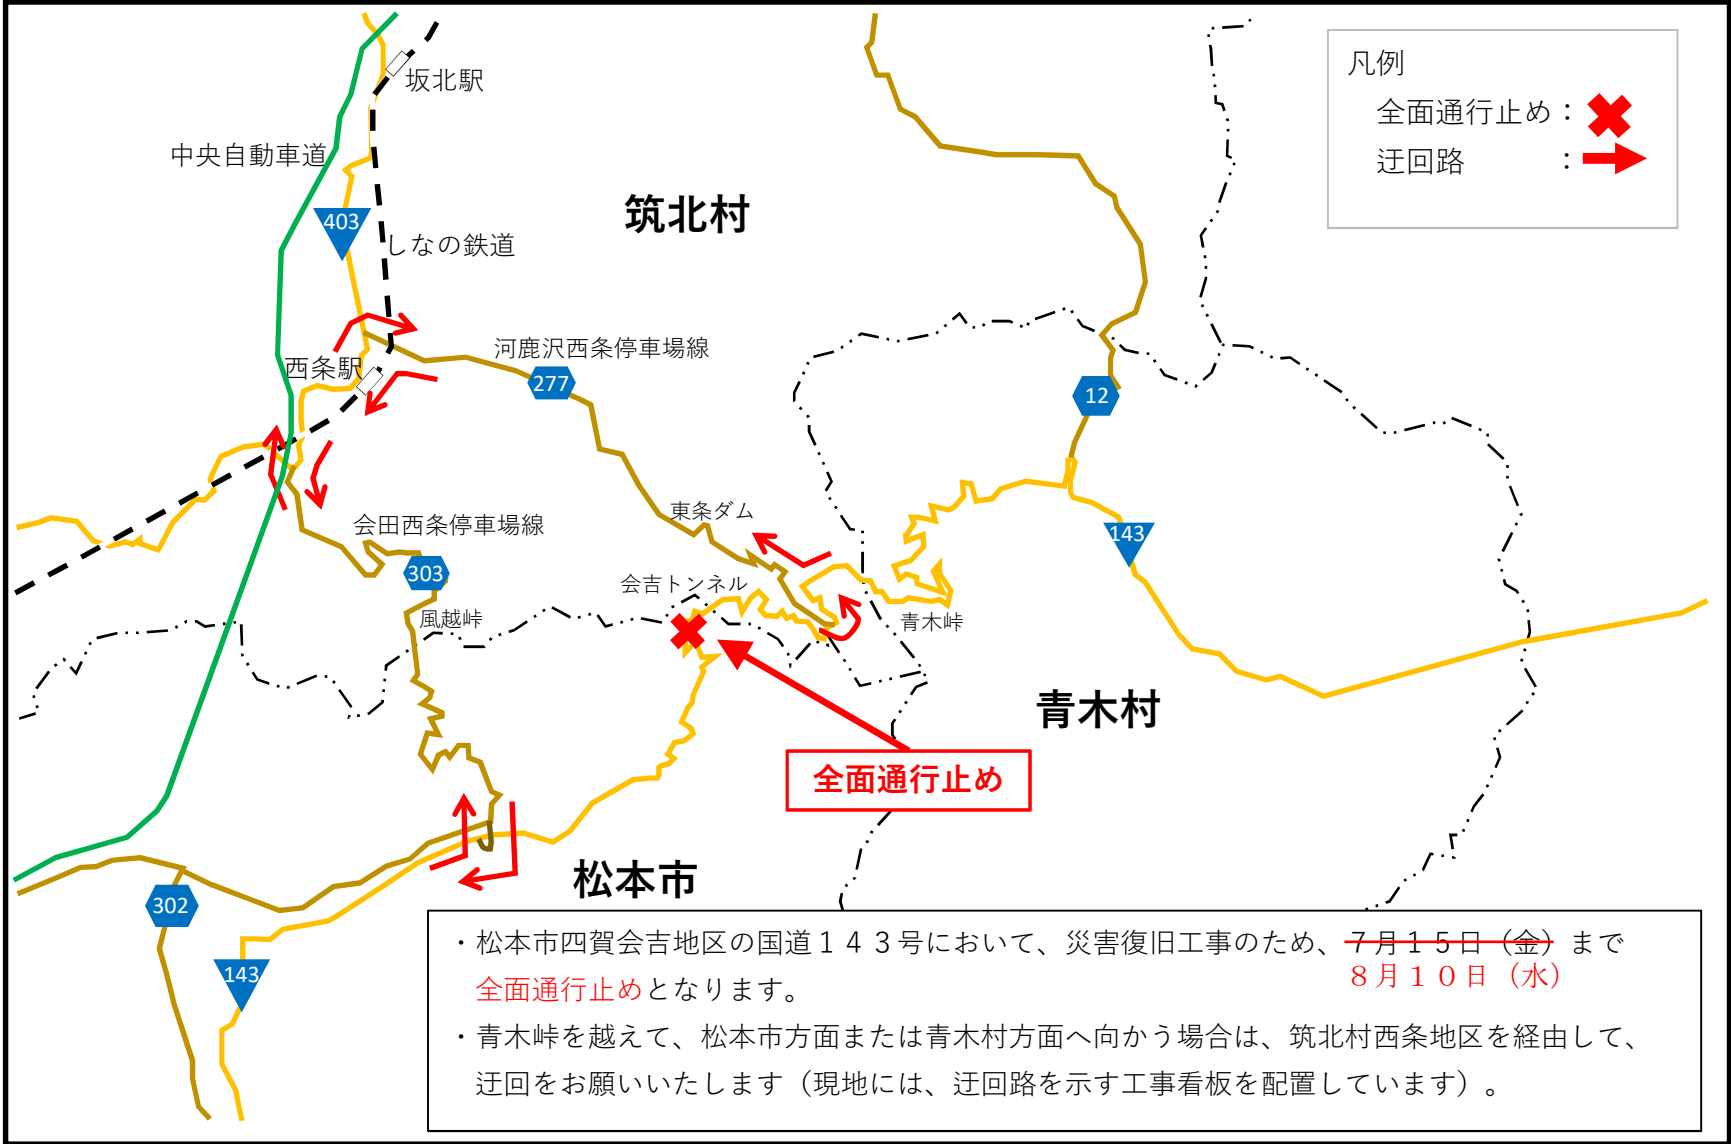 凡例
全面通行止め：
迂回路　　　：
坂北駅
中央自動車道
403
しなの鉄道
筑北村
西条駅
河鹿沢西条停車場線
277
12
東条ダム
会田西条停車場線
303
風越峠
会吉トンネル
青木峠
143
青木村
全面通行止め
松本市
302
143
・松本市四賀会吉地区の国道１４３号において、災害復旧工事のため、７月１５日（金）まで
８月１０日（水）
全面通行止めとなります。
・青木峠を越えて、松本市方面または青木村方面へ向かう場合は、筑北村西条地区を経由して、
迂回をお願いいたします（現地には、迂回路を示す工事看板を配置しています）。